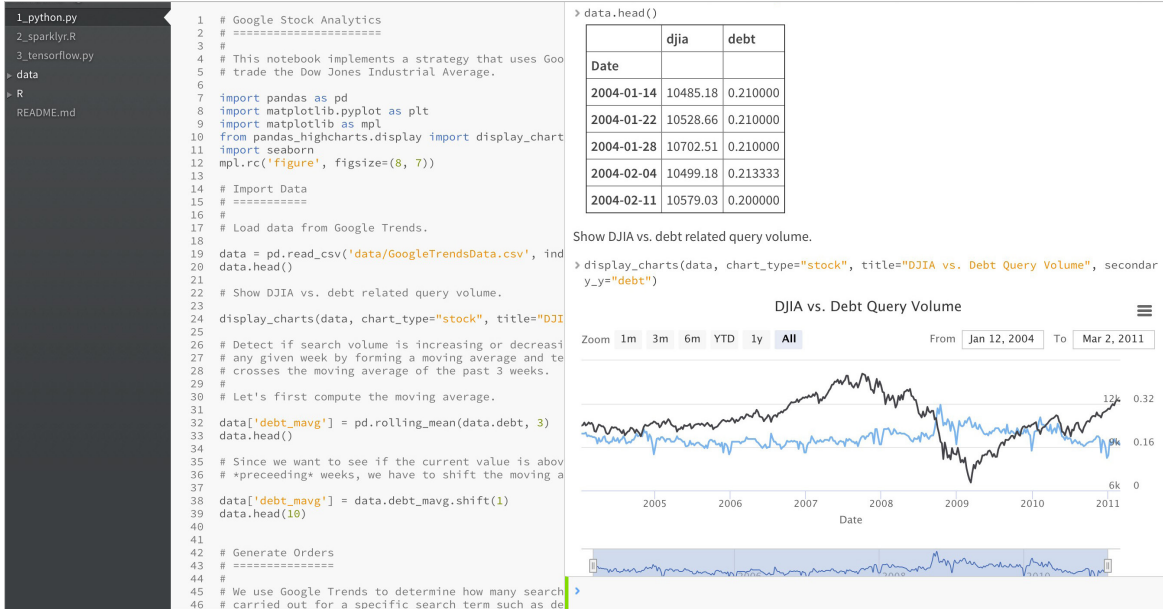 1_python.py
2_sparklyr.R
3_tensorflow.py
data
R
README.md
1 # Google Stock Analytics
2 # ======================
3 #
4 # This notebook implements a strategy that uses Goo
5 # trade the Dow Jones Industrial Average.
6
7 import pandas as pd
8 import matplotlib.pyplot as plt
9 import matplotlib as mpl
10 from pandas_highcharts.display import display_chart
11 import seaborn
12 mpl.rc('figure', figsize=(8, 7))
13
14 # Import Data
15 # ===========
16 #
17 # Load data from Google Trends.
18
19 data = pd.read_csv('data/GoogleTrendsData.csv', ind
20 data.head()
21
22 # Show DJIA vs. debt related query volume.
23
24 display_charts(data, chart_type="stock", title="DJI
25
26 # Detect if search volume is increasing or decreasi
27 # any given week by forming a moving average and te
28 # crosses the moving average of the past 3 weeks.
29 #
30 # Let's first compute the moving average.
31
32 data['debt_mavg'] = pd.rolling_mean(data.debt, 3)
33 data.head()
34
35 # Since we want to see if the current value is abov
36 # *preceeding* weeks, we have to shift the moving a
37
38 data['debt_mavg'] = data.debt_mavg.shift(1)
39 data.head(10)
40
41
42 # Generate Orders
43 # ===============
44 #
45 # We use Google Trends to determine how many search
46 # carried out for a specific search term such as de
> data.head()
djia debt
Date
2004-01-14 10485.18 0.210000
2004-01-22 10528.66 0.210000
2004-01-28 10702.51 0.210000
2004-02-04 10499.18 0.213333
2004-02-11 10579.03 0.200000
Show DJIA vs. debt related query volume.
> display_charts(data, chart_type="stock", title="DJIA vs. Debt Query Volume", secondar
y_y="debt")
DJIA vs. Debt Query Volume
Zoom 1m 3m 6m YTD 1y All From Jan 12, 2004 To Mar 2, 2011
12k 0.32
9k 0.16
6k 0
2005 2006 2007 2008 2009 2010 2011
Date
2006 2008 2010
>